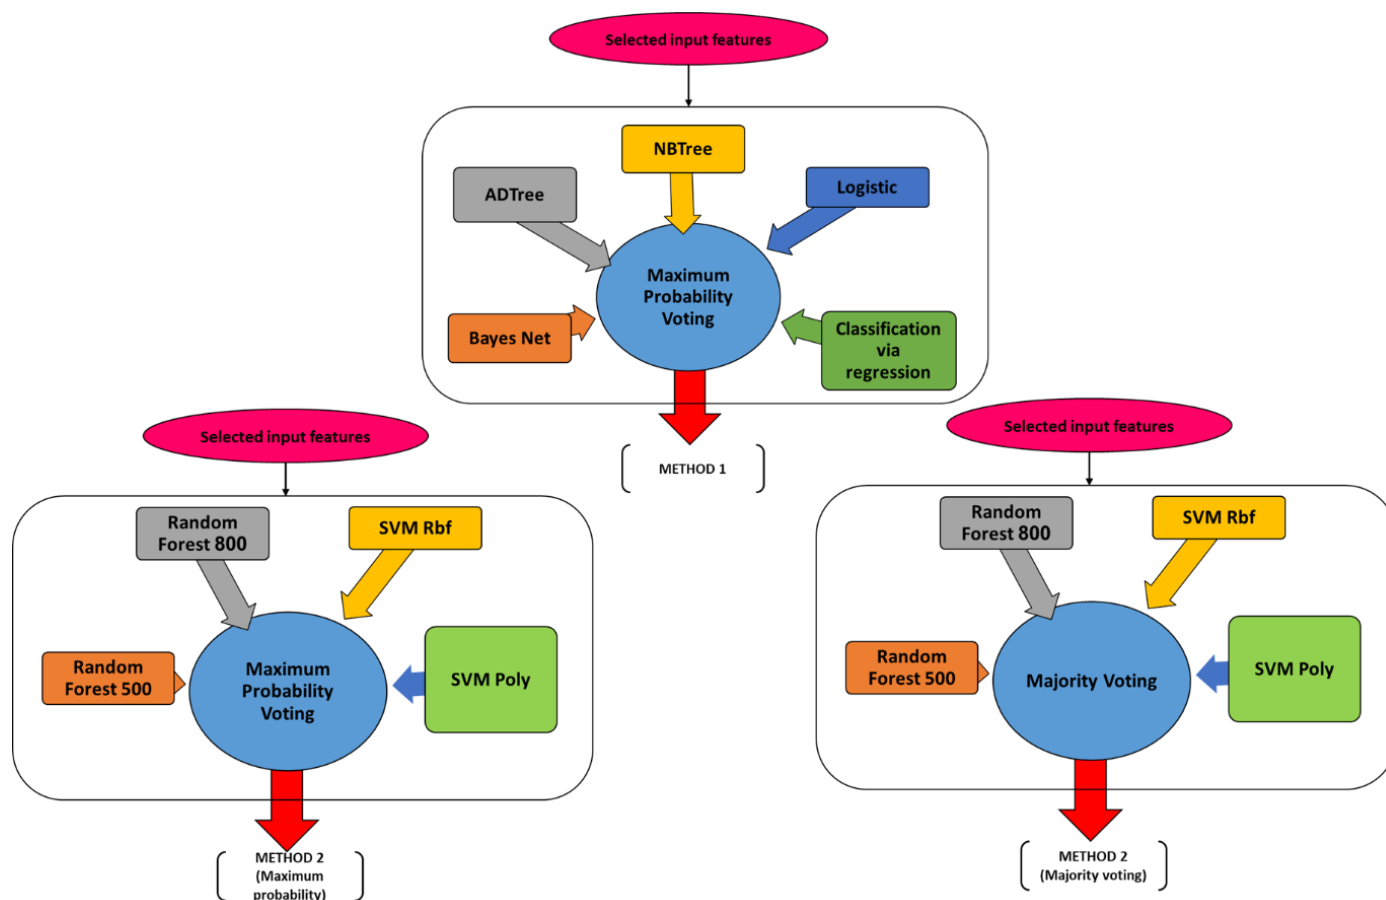 Selected input features
NBTree
ADTree
Logistic
Maximum
Probability
Voting
Bayes Net
Classification
via
regression
METHOD 1
Selected input features
Random
Forest 800
SVM Rbf
Random
Forest 500
Maximum
Probability
Voting
SVM Poly
METHOD 2
(Maximum
probability)
Selected input features
Random
Forest 800
SVM Rbf
Random
Forest 500
Majority Voting
SVM Poly
METHOD 2
(Majority voting)